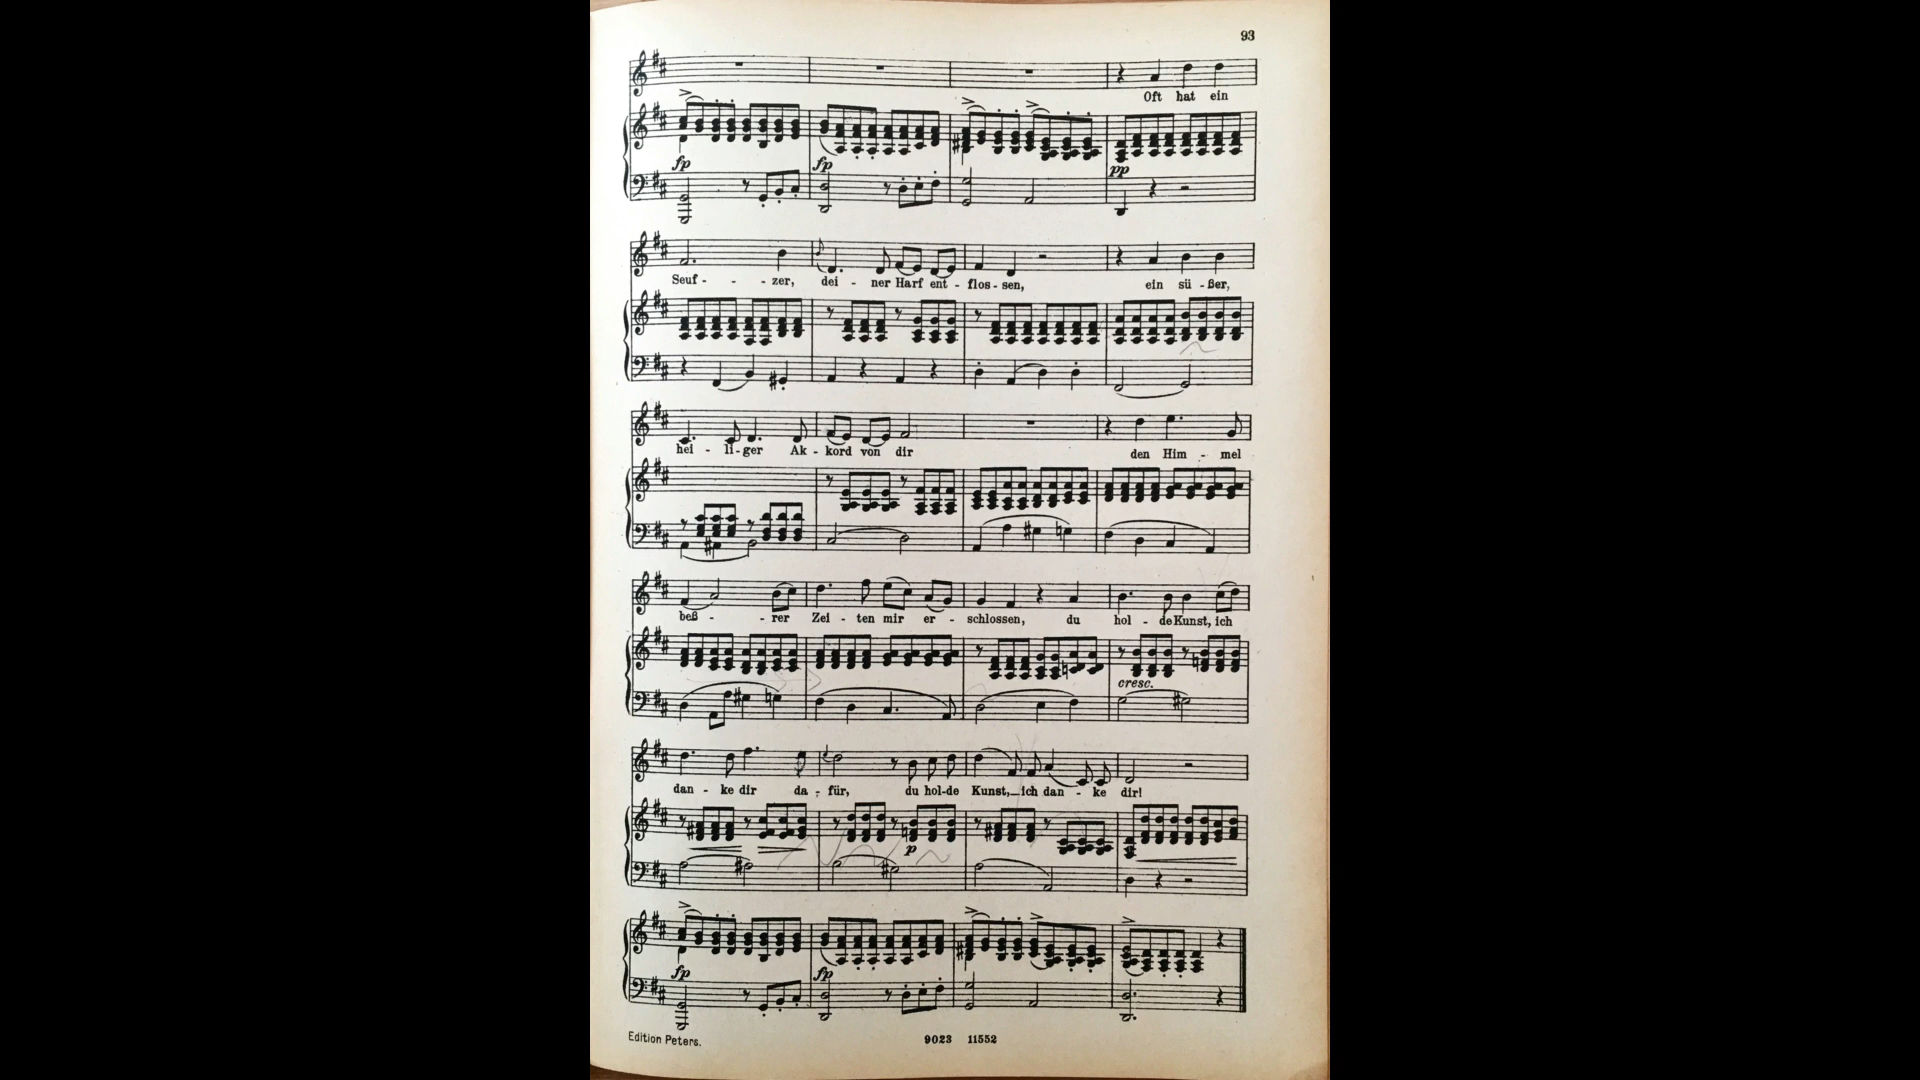 93
Oft hat ein
fp fp pp
Seuf - - - zer, dei - ner Harf ent - flos - sen, ein sü - ßer,
hei - li - ger Ak - kord von dir den Him - mel
beß - - - rer Zei - ten mir er - schlossen, du hol - de Kunst, ich
cresc.
dan - ke dir da - für, du hol-de Kunst, ich dan - ke dir!
p
fp fp
Edition Peters. 9023 11552